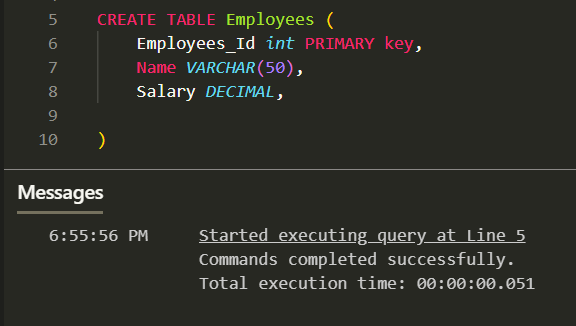 5 CREATE TABLE Employees (
6 Employees_Id int PRIMARY key,
7 Name VARCHAR(50),
8 Salary DECIMAL,
9
10 )
Messages
6:55:56 PM Started executing query at Line 5
Commands completed successfully.
Total execution time: 00:00:00.051